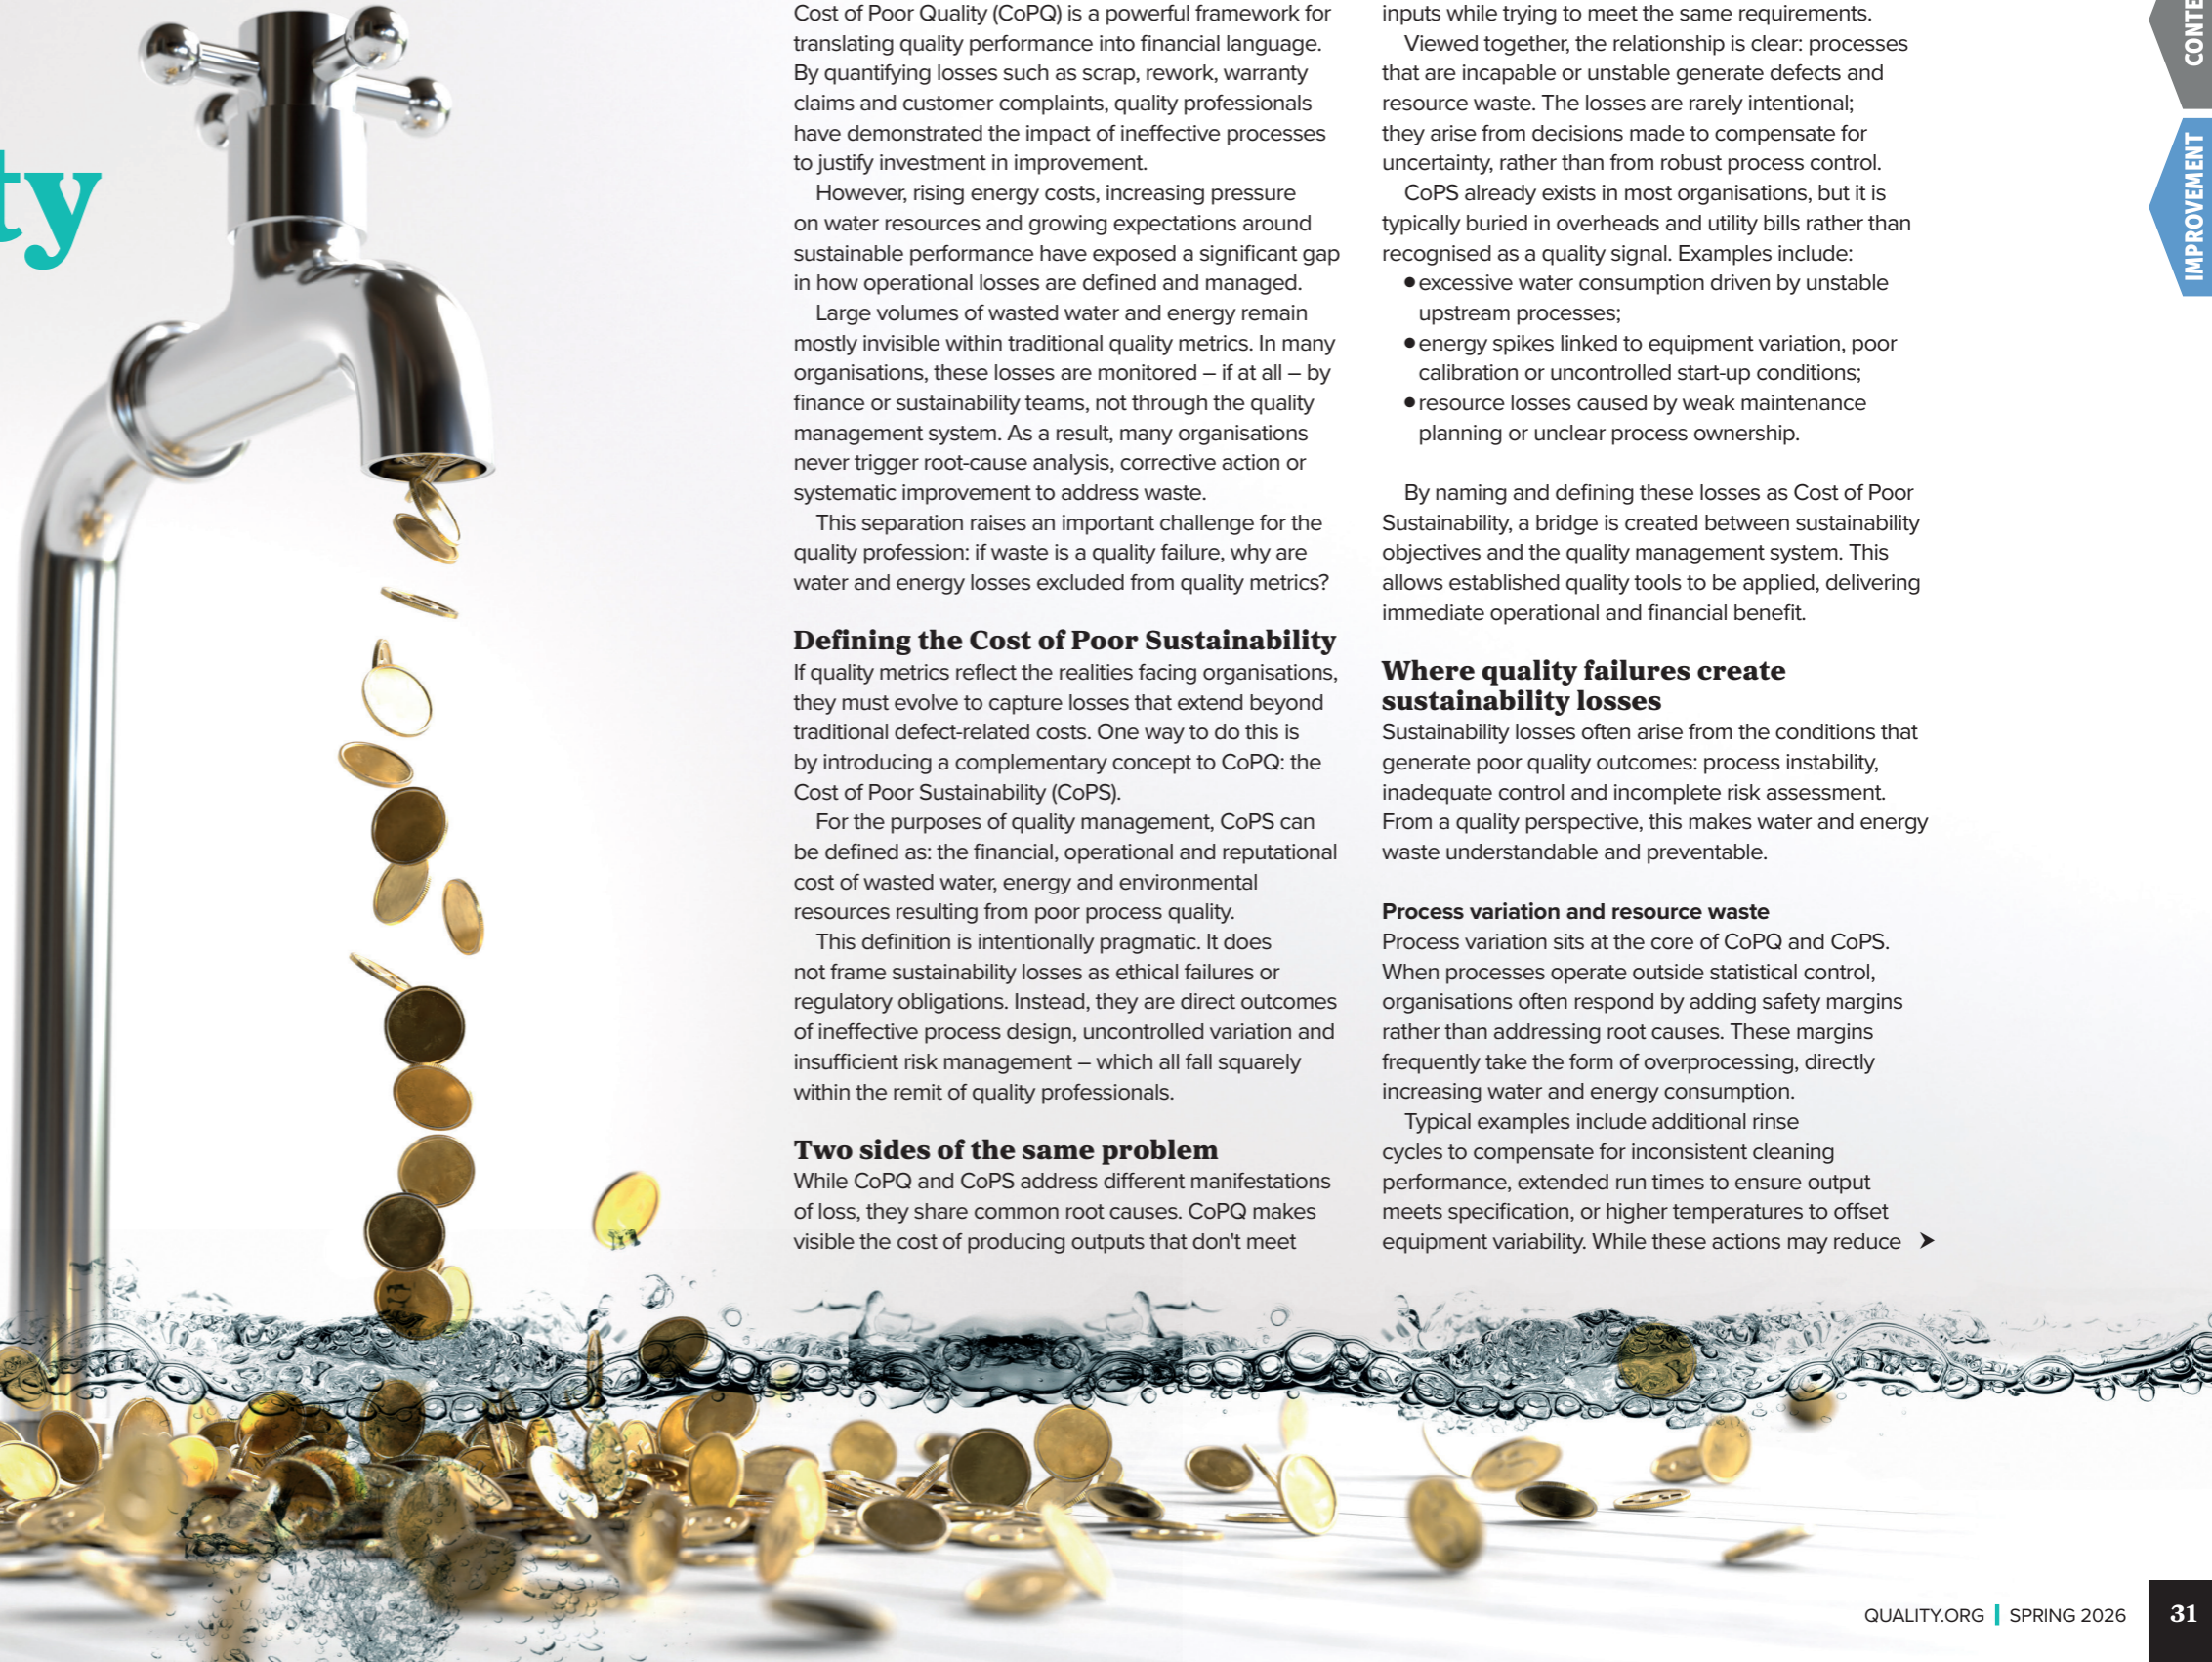 ty
Cost of Poor Quality (CoPQ) is a powerful framework for
translating quality performance into financial language.
By quantifying losses such as scrap, rework, warranty
claims and customer complaints, quality professionals
have demonstrated the impact of ineffective processes
to justify investment in improvement.
However, rising energy costs, increasing pressure
on water resources and growing expectations around
sustainable performance have exposed a significant gap
in how operational losses are defined and managed.
Large volumes of wasted water and energy remain
mostly invisible within traditional quality metrics. In many
organisations, these losses are monitored – if at all – by
finance or sustainability teams, not through the quality
management system. As a result, many organisations
never trigger root-cause analysis, corrective action or
systematic improvement to address waste.
This separation raises an important challenge for the
quality profession: if waste is a quality failure, why are
water and energy losses excluded from quality metrics?
Defining the Cost of Poor Sustainability
If quality metrics reflect the realities facing organisations,
they must evolve to capture losses that extend beyond
traditional defect-related costs. One way to do this is
by introducing a complementary concept to CoPQ: the
Cost of Poor Sustainability (CoPS).
For the purposes of quality management, CoPS can
be defined as: the financial, operational and reputational
cost of wasted water, energy and environmental
resources resulting from poor process quality.
This definition is intentionally pragmatic. It does
not frame sustainability losses as ethical failures or
regulatory obligations. Instead, they are direct outcomes
of ineffective process design, uncontrolled variation and
insufficient risk management – which all fall squarely
within the remit of quality professionals.
Two sides of the same problem
While CoPQ and CoPS address different manifestations
of loss, they share common root causes. CoPQ makes
visible the cost of producing outputs that don't meet
inputs while trying to meet the same requirements.
Viewed together, the relationship is clear: processes
that are incapable or unstable generate defects and
resource waste. The losses are rarely intentional;
they arise from decisions made to compensate for
uncertainty, rather than from robust process control.
CoPS already exists in most organisations, but it is
typically buried in overheads and utility bills rather than
recognised as a quality signal. Examples include:
● excessive water consumption driven by unstable
upstream processes;
● energy spikes linked to equipment variation, poor
calibration or uncontrolled start-up conditions;
● resource losses caused by weak maintenance
planning or unclear process ownership.
By naming and defining these losses as Cost of Poor
Sustainability, a bridge is created between sustainability
objectives and the quality management system. This
allows established quality tools to be applied, delivering
immediate operational and financial benefit.
Where quality failures create
sustainability losses
Sustainability losses often arise from the conditions that
generate poor quality outcomes: process instability,
inadequate control and incomplete risk assessment.
From a quality perspective, this makes water and energy
waste understandable and preventable.
Process variation and resource waste
Process variation sits at the core of CoPQ and CoPS.
When processes operate outside statistical control,
organisations often respond by adding safety margins
rather than addressing root causes. These margins
frequently take the form of overprocessing, directly
increasing water and energy consumption.
Typical examples include additional rinse
cycles to compensate for inconsistent cleaning
performance, extended run times to ensure output
meets specification, or higher temperatures to offset
equipment variability. While these actions may reduce ➤
CONTE
IMPROVEMENT
QUALITY.ORG | SPRING 2026
31